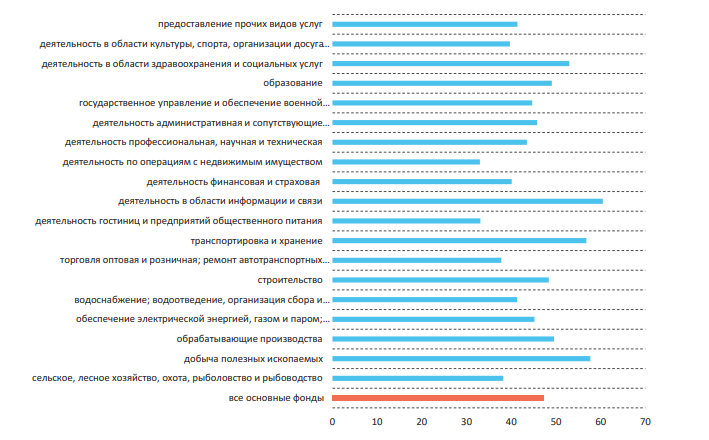 предоставление прочих видов услуг
деятельность в области культуры, спорта, организации досуга…
деятельность в области здравоохранения и социальных услуг
образование
государственное управление и обеспечение военной…
деятельность административная и сопутствующие…
деятельность профессиональная, научная и техническая
деятельность по операциям с недвижимым имуществом
деятельность финансовая и страховая
деятельность в области информации и связи
деятельность гостиниц и предприятий общественного питания
транспортировка и хранение
торговля оптовая и розничная; ремонт автотранспортных…
строительство
водоснабжение; водоотведение, организация сбора и…
обеспечение электрической энергией, газом и паром;…
обрабатывающие производства
добыча полезных ископаемых
сельское, лесное хозяйство, охота, рыболовство и рыбоводство
все основные фонды
0 10 20 30 40 50 60 70